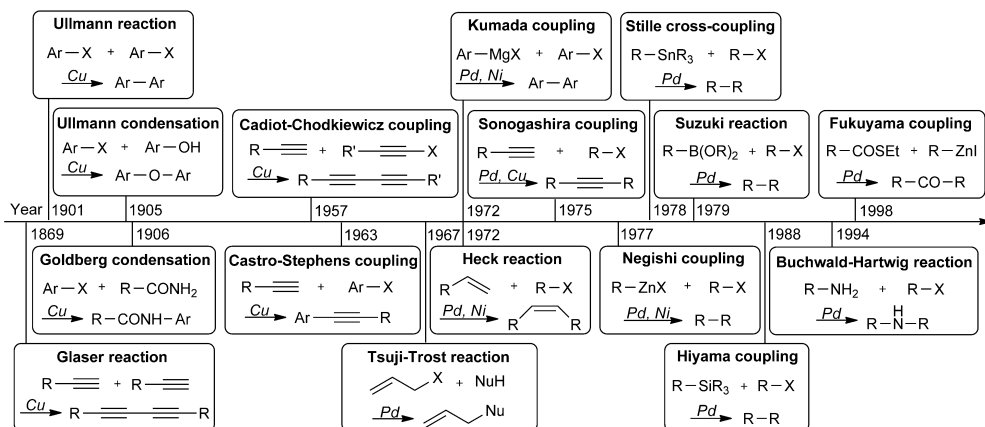 Ullmann reaction
Ar–X + Ar–X
Cu
Ar–Ar
Kumada coupling
Ar–MgX + Ar–X
Pd, Ni
Ar–Ar
Stille cross-coupling
R–SnR3 + R–X
Pd
R–R
Ullmann condensation
Ar–X + Ar–OH
Cu
Ar–O–Ar
Cadiot-Chodkiewicz coupling
R + R' X
Cu
R R'
Sonogashira coupling
R + R–X
Pd, Cu
R R
Suzuki reaction
R–B(OR)2 + R–X
Pd
R–R
Fukuyama coupling
R–COSEt + R–ZnI
Pd
R–CO–R
Year 1901 1905 1957 1972 1975 1978 1979 1998
1869 1906 1963 1967 1972 1977 1988 1994
Goldberg condensation
Ar–X + R–CONH2
Cu
R–CONH–Ar
Castro-Stephens coupling
R + Ar–X
Cu
Ar R
Heck reaction
R + R–X
Pd, Ni
R R
Negishi coupling
R–ZnX + R–X
Pd, Ni
R–R
Buchwald-Hartwig reaction
R–NH2 + R–X
Pd
H
R–N–R
Glaser reaction
R + R
Cu
R R
Tsuji-Trost reaction
X + NuH
Pd
Nu
Hiyama coupling
R–SiR3 + R–X
Pd
R–R